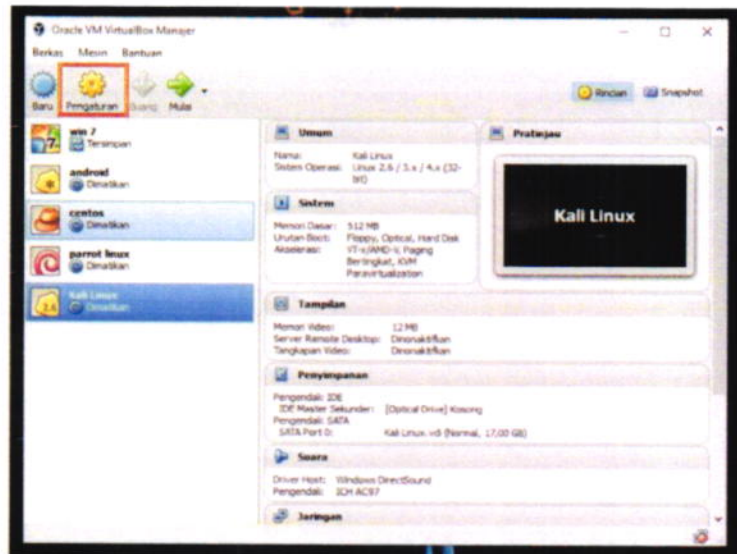 Oracle VM VirtualBox Manajer
Berkas Mesin Bantuan
Baru Pengaturan Buang Mulai
Rincian Snapshot
win 7
Tersimpan
android
Dimatikan
centos
Dimatikan
parrot linux
Dimatikan
Kali Linux
Dimatikan
2.6
Umum
Nama: Kali Linux
Sistem Operasi: Linux 2.6 / 3.x / 4.x (32-
bit)
Pratinjau
Kali Linux
Sistem
Memori Dasar: 512 MB
Urutan Boot: Floppy, Optical, Hard Disk
Akselerasi: VT-x/AMD-V, Paging
Bertingkat, KVM
Paravirtualization
Tampilan
Memori Video: 12 MB
Server Remote Desktop: Dinonaktifkan
Tangkapan Video: Dinonaktifkan
Penyimpanan
Pengendali: IDE
IDE Master Sekunder: [Optical Drive] Kosong
Pengendali: SATA
SATA Port 0: Kali Linux.vdi (Normal, 17,00 GB)
Suara
Driver Host: Windows DirectSound
Pengendali: ICH AC97
Jaringan